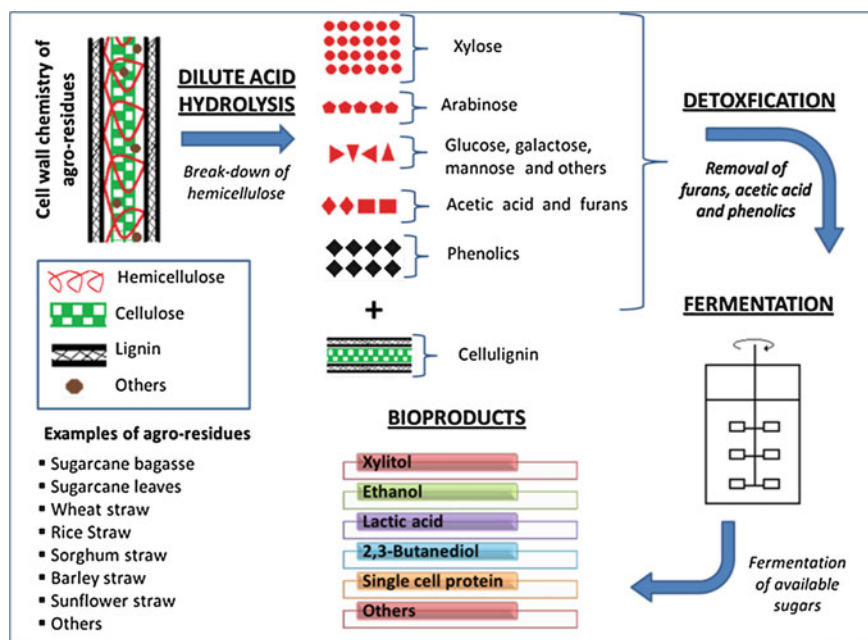 Cell wall chemistry of
agro-residues
DILUTE ACID
HYDROLYSIS
Break-down of
hemicellulose
Xylose
Arabinose
Glucose, galactose,
mannose and others
Acetic acid and furans
Phenolics
+
Cellulignin
DETOXFICATION
Removal of
furans, acetic acid
and phenolics
FERMENTATION
Fermentation
of available
sugars
Hemicellulose
Cellulose
Lignin
Others
Examples of agro-residues
▪ Sugarcane bagasse
▪ Sugarcane leaves
▪ Wheat straw
▪ Rice Straw
▪ Sorghum straw
▪ Barley straw
▪ Sunflower straw
▪ Others
BIOPRODUCTS
Xylitol
Ethanol
Lactic acid
2,3-Butanediol
Single cell protein
Others